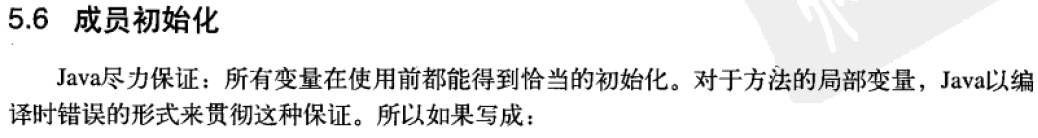 5.6 成员初始化
Java尽力保证：所有变量在使用前都能得到恰当的初始化。对于方法的局部变量，Java以编
译时错误的形式来贯彻这种保证。所以如果写成：